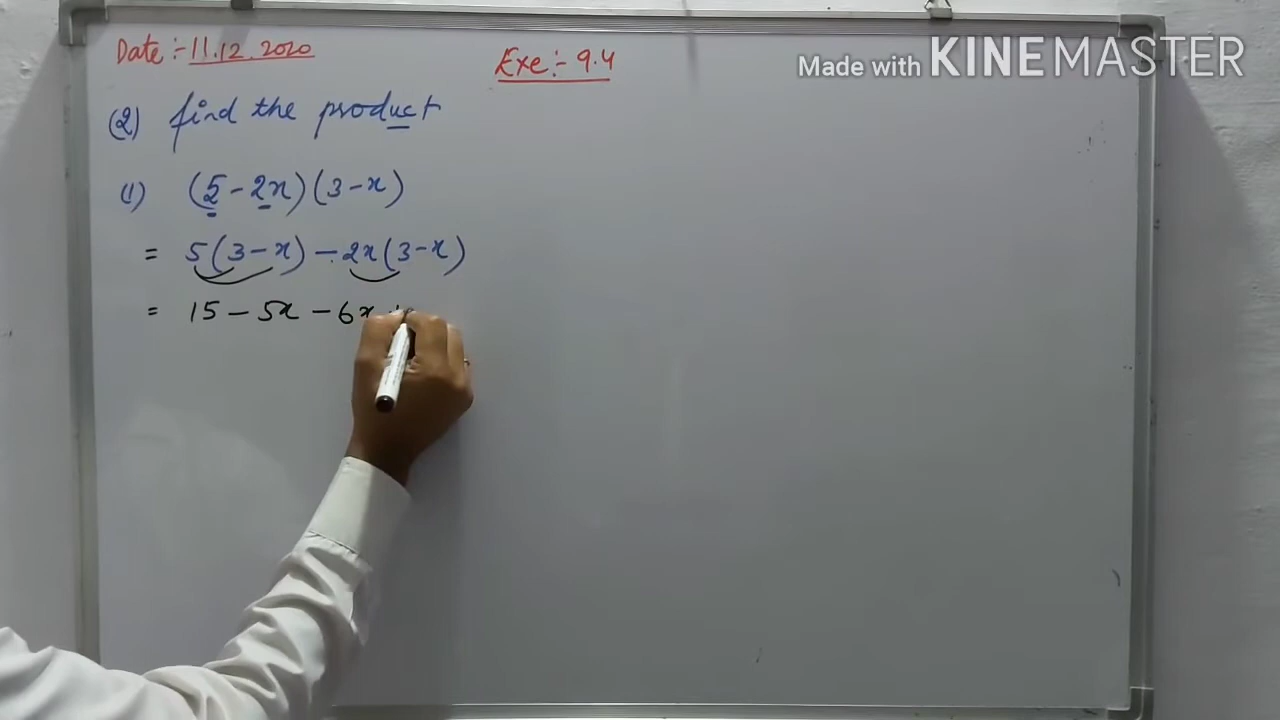 Date :- 11.12.2020
Exe :- 9.4
Made with KINEMASTER
(2) find the product
(1) (5 - 2x)(3 - x)
= 5(3 - x) - 2x(3 - x)
= 15 - 5x - 6x +